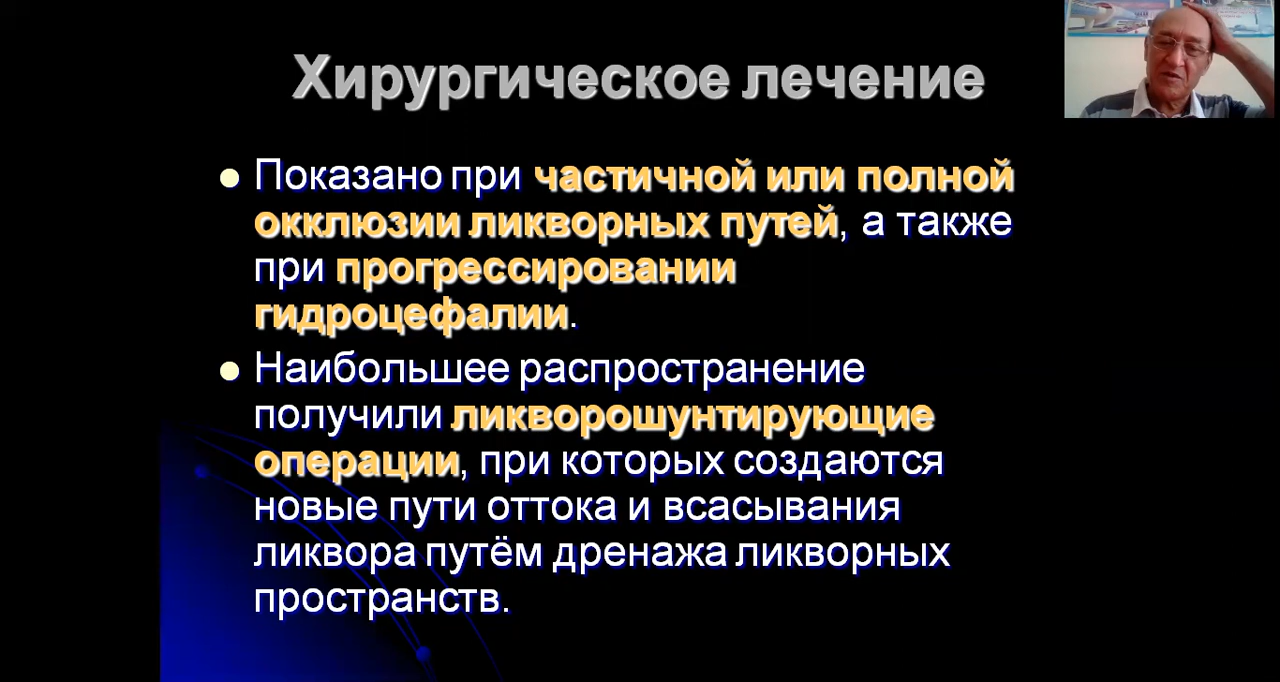 Хирургическое лечение
Показано при частичной или полной
окклюзии ликворных путей, а также
при прогрессировании
гидроцефалии.
Наибольшее распространение
получили ликворошунтирующие
операции, при которых создаются
новые пути оттока и всасывания
ликвора путём дренажа ликворных
пространств.